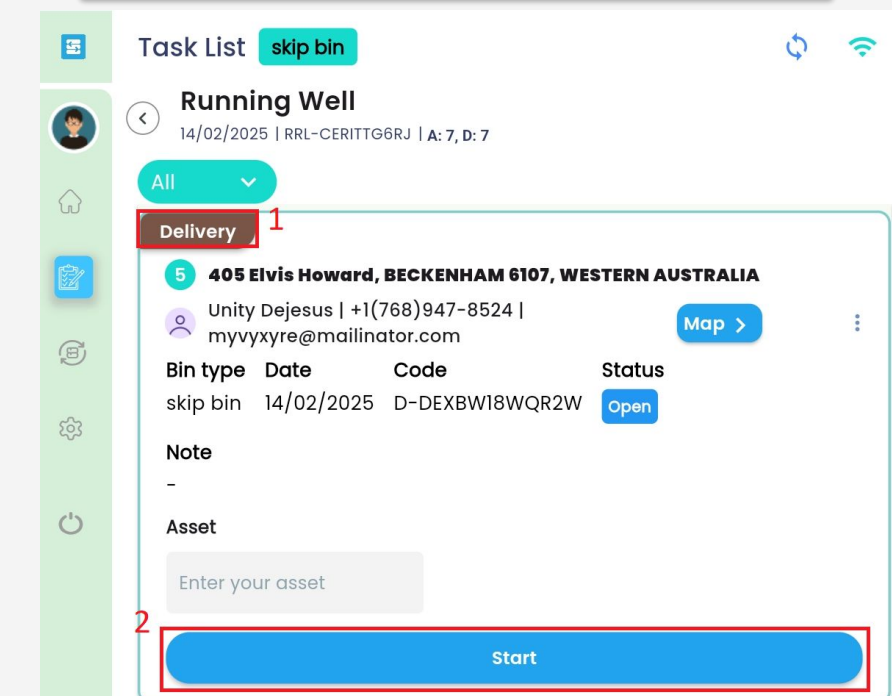 Task List skip bin
Running Well
14/02/2025 | RRL-CERITTG6RJ | A: 7, D: 7
All
Delivery 1
5 405 Elvis Howard, BECKENHAM 6107, WESTERN AUSTRALIA
Unity Dejesus | +1(768)947-8524 |
myvyxyre@mailinator.com
Map
Bin type Date Code Status
skip bin 14/02/2025 D-DEXBW18WQR2W Open
Note
-
Asset
Enter your asset
2
Start